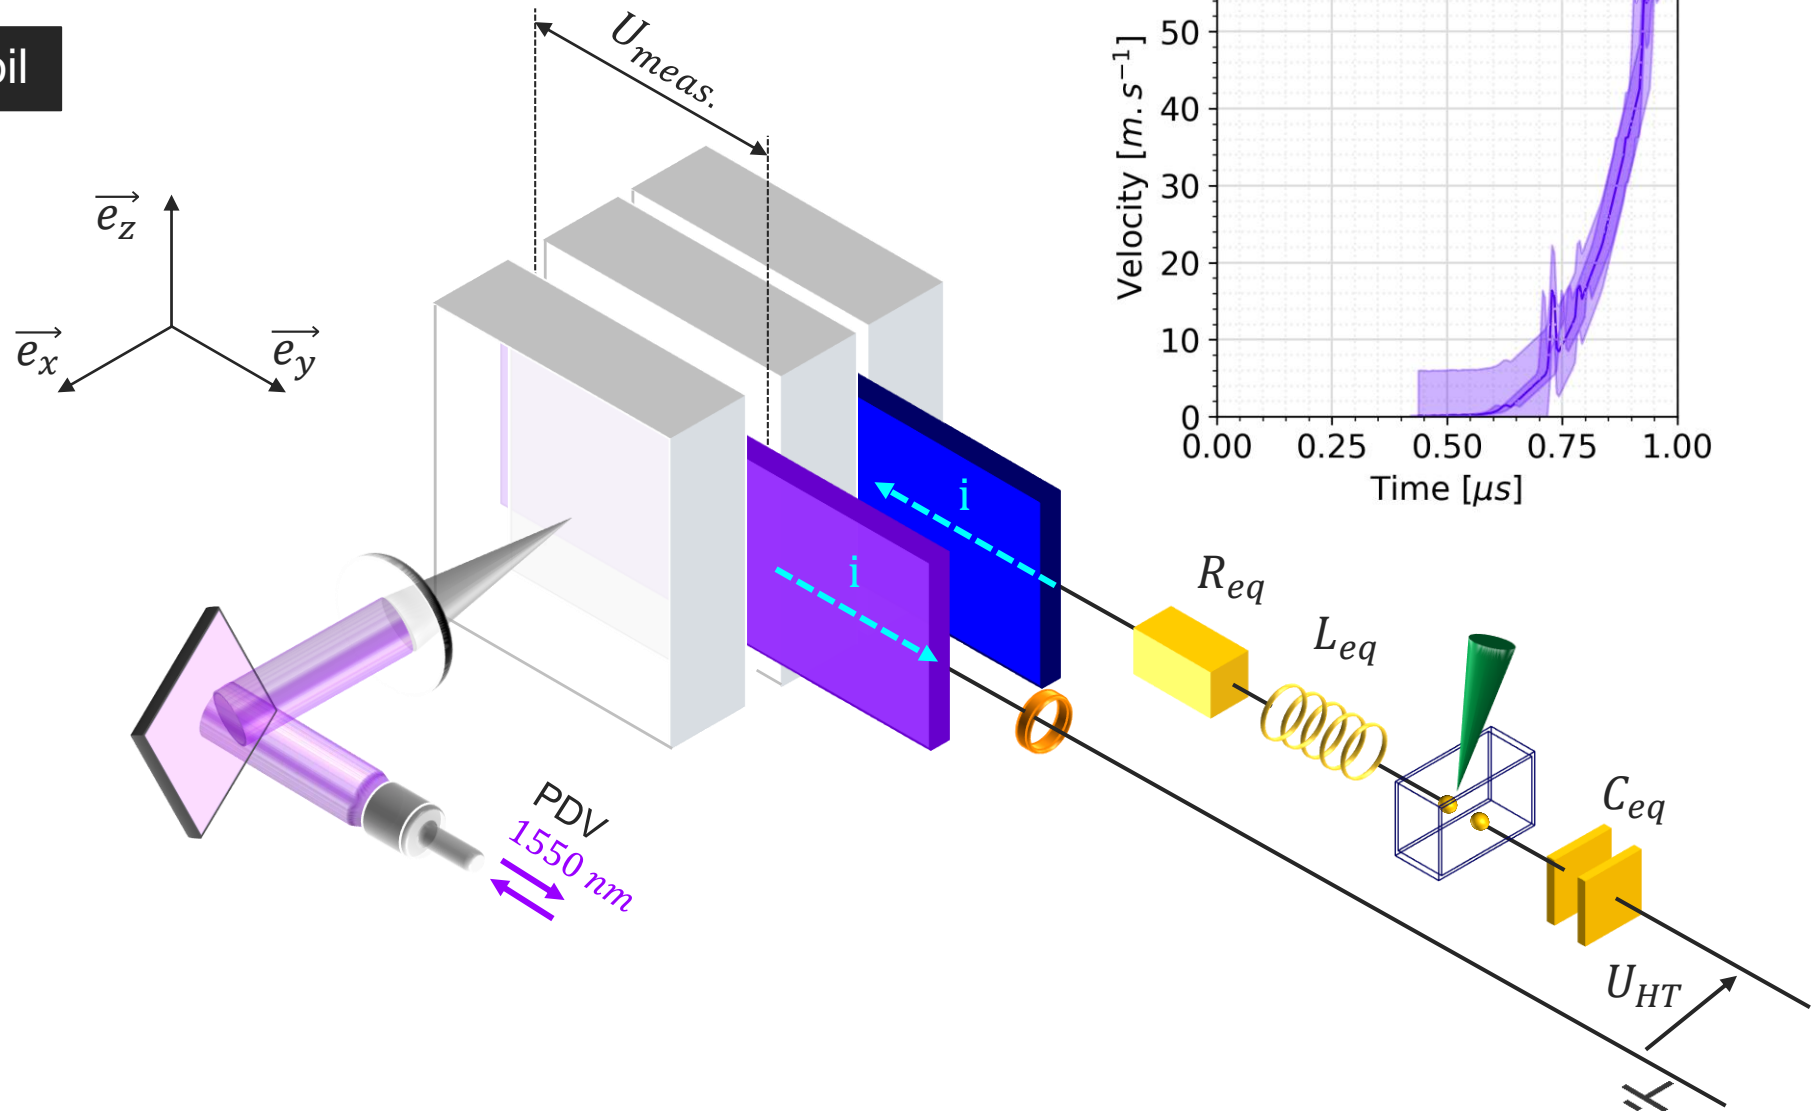 oil
U_meas.
e_z
e_x
e_y
i
i
PDV
1550 nm
R_eq
L_eq
C_eq
U_HT
Velocity [m.s⁻¹]
50
40
30
20
10
0
0.00 0.25 0.50 0.75 1.00
Time [μs]